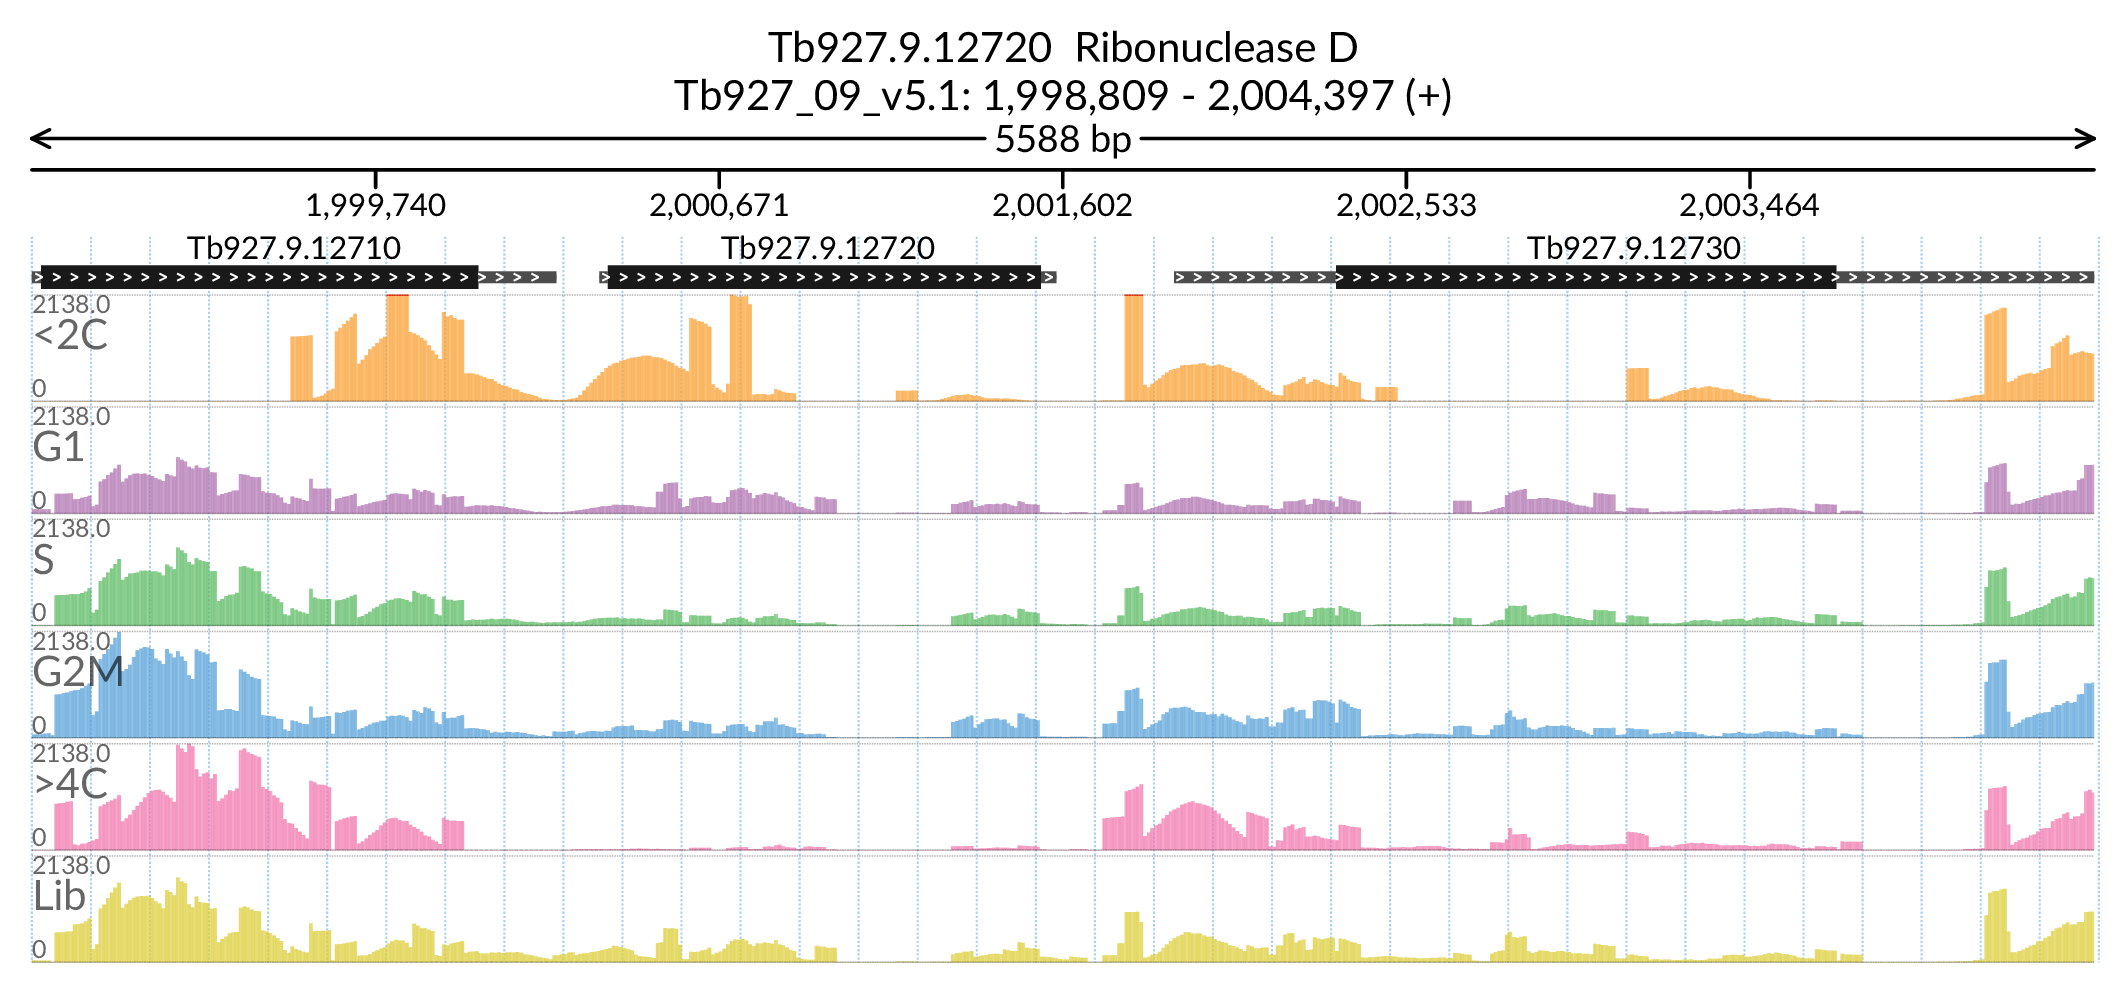 Tb927.9.12720 Ribonuclease D
Tb927_09_v5.1: 1,998,809 - 2,004,397 (+)
5588 bp
1,999,740 2,000,671 2,001,602 2,002,533 2,003,464
Tb927.9.12710 Tb927.9.12720 Tb927.9.12730
2138.0
<2C
0
2138.0
G1
0
2138.0
S
0
2138.0
G2M
0
2138.0
>4C
0
2138.0
Lib
0